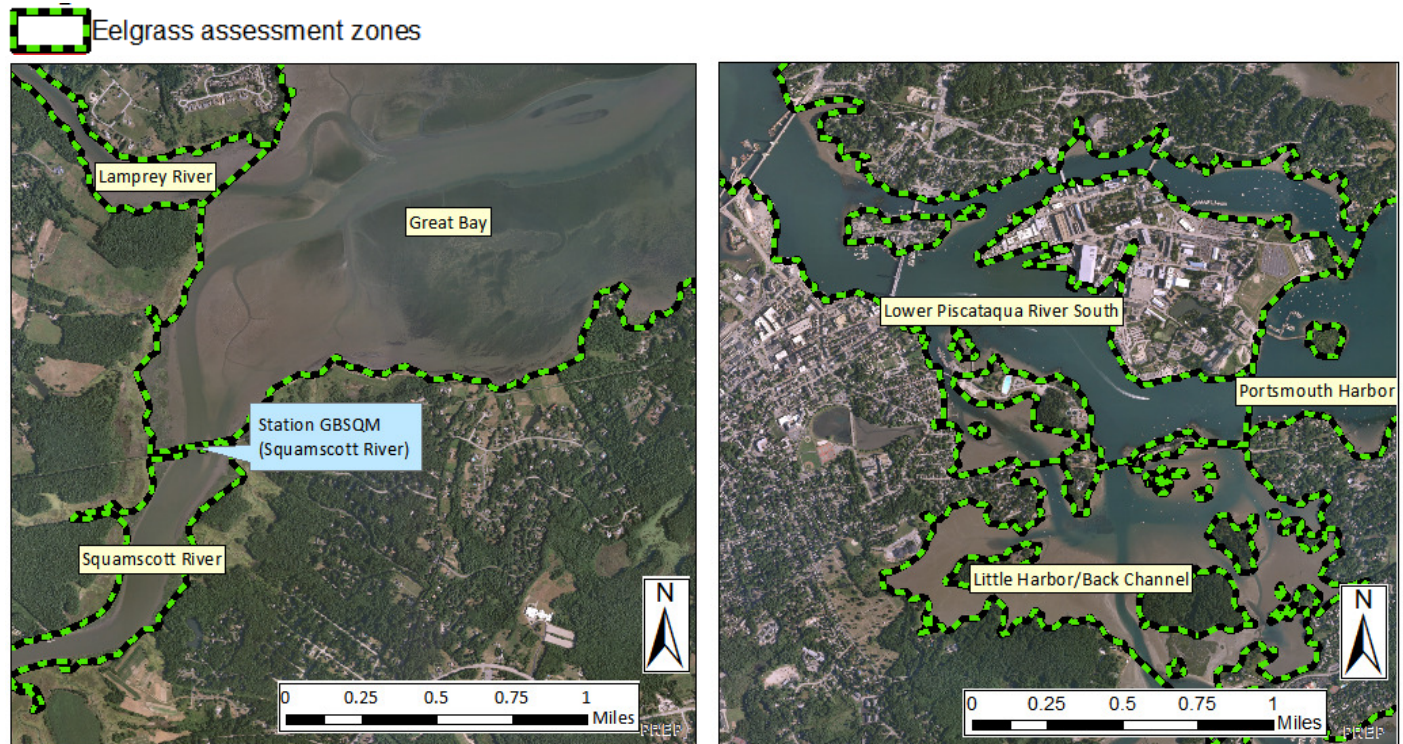 Eelgrass assessment zones
Lamprey River
Great Bay
Station GBSQM
(Squamscott River)
Squamscott River
N
0 0.25 0.5 0.75 1
Miles
PREP
Lower Piscataqua River South
Portsmouth Harbor
Little Harbor/Back Channel
N
0 0.25 0.5 0.75 1
Miles
PREP